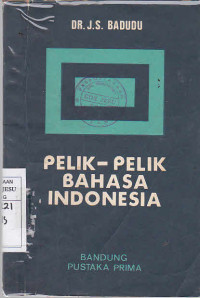 DR. J.S. BADUDU
PELIK-PELIK
BAHASA
INDONESIA
BANDUNG
PUSTAKA PRIMA